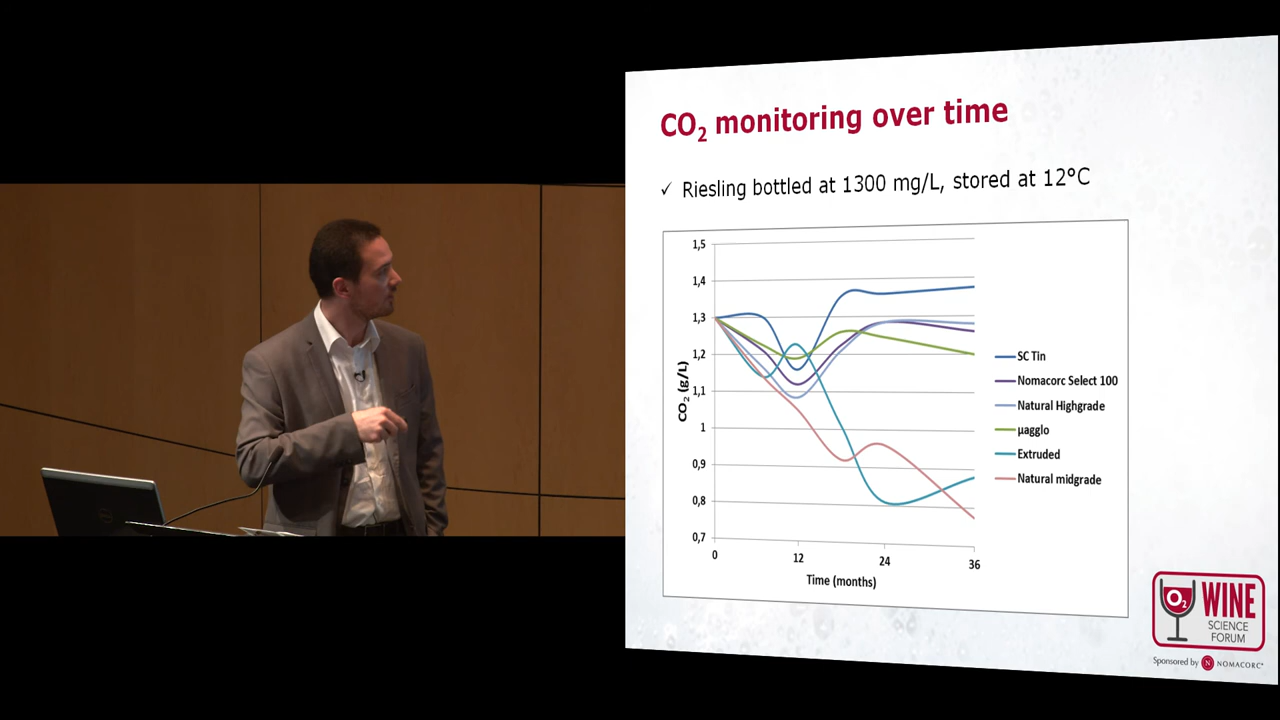 CO₂ monitoring over time
✓ Riesling bottled at 1300 mg/L, stored at 12°C
1,5
1,4
1,3
1,2
1,1
1
0,9
0,8
0,7
CO₂ (g/L)
0 12 24 36
Time (months)
SC Tin
Nomacorc Select 100
Natural Highgrade
µagglo
Extruded
Natural midgrade
O₂
WINE
SCIENCE
FORUM
Sponsored by N NOMACORC